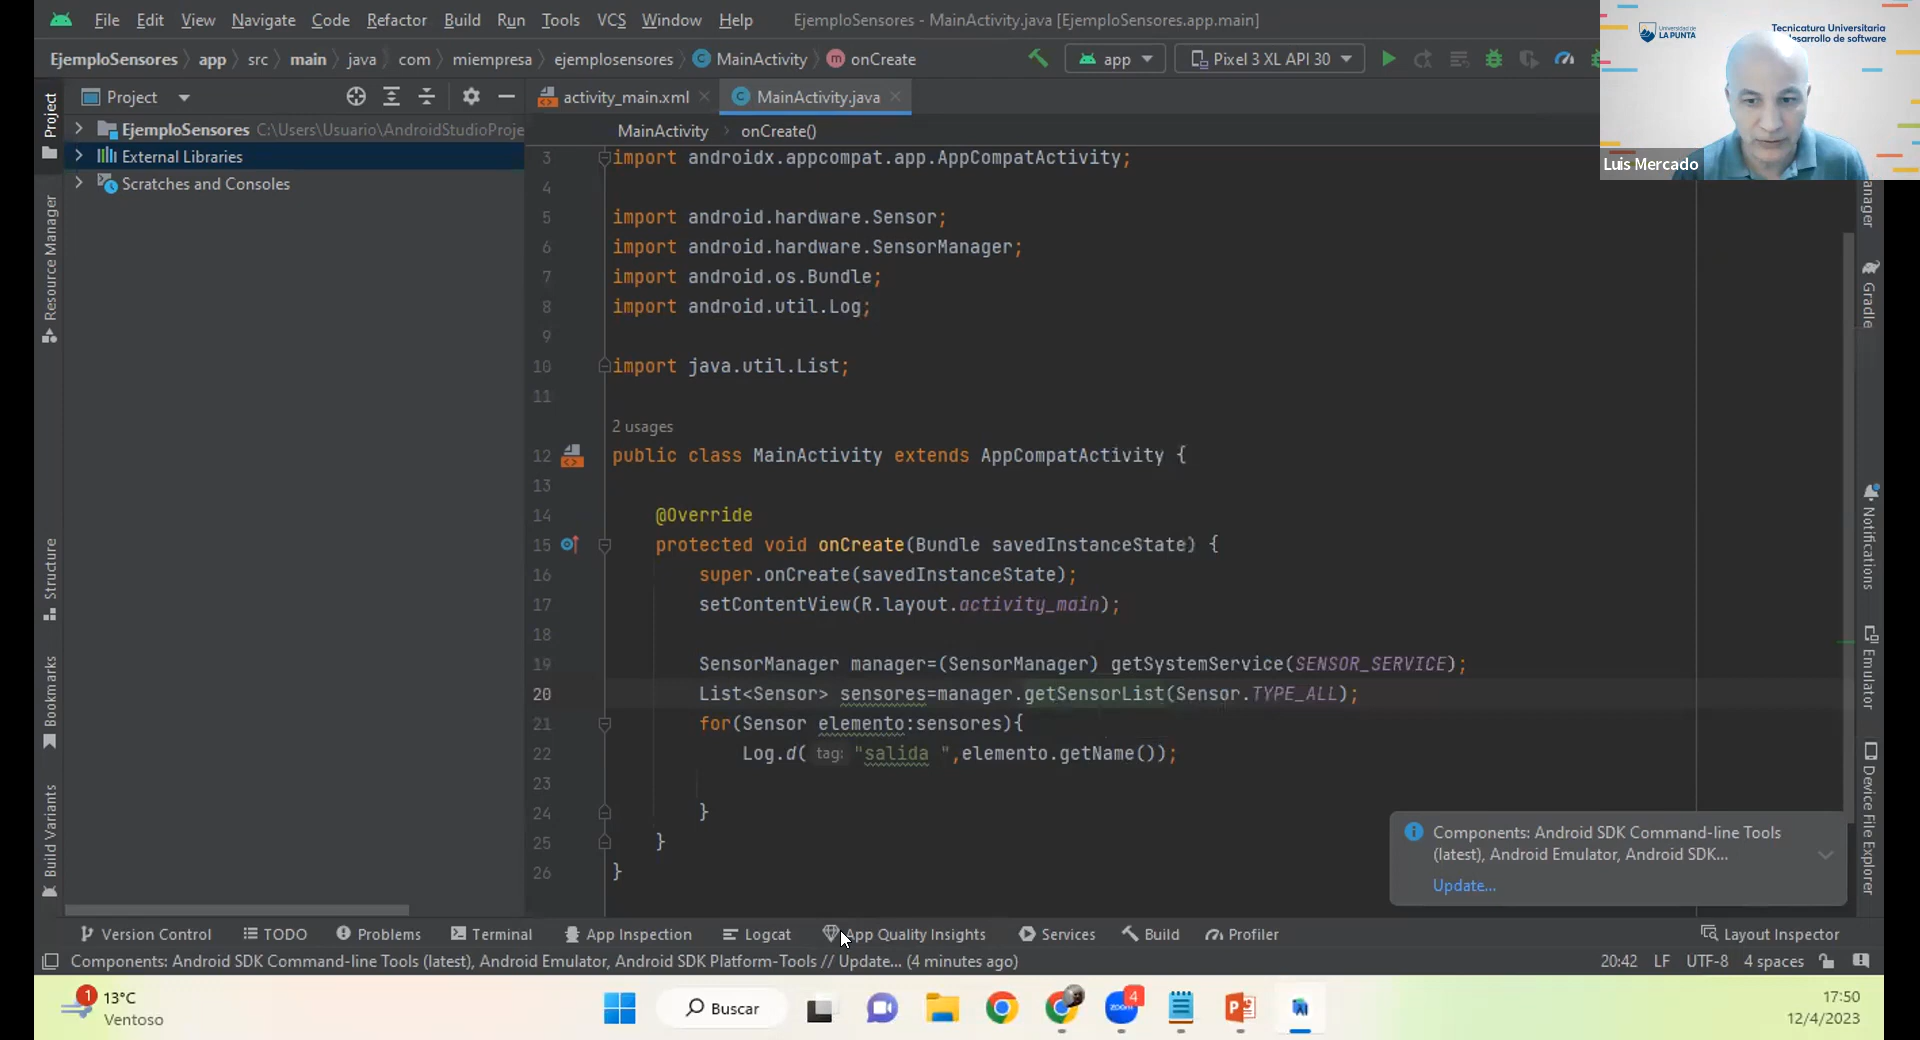 File Edit View Navigate Code Refactor Build Run Tools VCS Window Help EjemploSensores - MainActivity.java [EjemploSensores.app.main]
EjemploSensores app src main java com miempresa ejemplosensores MainActivity onCreate app Pixel 3 XL API 30
Universidad de
LA PUNTA
Tecnicatura Universitaria
desarrollo de software
Luis Mercado
Project
activity_main.xml MainActivity.java
MainActivity onCreate()
EjemploSensores C:\Users\Usuario\AndroidStudioProje
External Libraries
Scratches and Consoles
Project
Resource Manager
Structure
Bookmarks
Build Variants
3 import androidx.appcompat.app.AppCompatActivity;
4
5 import android.hardware.Sensor;
6 import android.hardware.SensorManager;
7 import android.os.Bundle;
8 import android.util.Log;
9
10 import java.util.List;
11
2 usages
12 public class MainActivity extends AppCompatActivity {
13
14 @Override
15 protected void onCreate(Bundle savedInstanceState) {
16 super.onCreate(savedInstanceState);
17 setContentView(R.layout.activity_main);
18
19 SensorManager manager=(SensorManager) getSystemService(SENSOR_SERVICE);
20 List<Sensor> sensores=manager.getSensorList(Sensor.TYPE_ALL);
21 for(Sensor elemento:sensores){
22 Log.d( tag: "salida ",elemento.getName());
23
24 }
25 }
26 }
Gradle
Notifications
Emulator
Device File Explorer
Components: Android SDK Command-line Tools
(latest), Android Emulator, Android SDK...
Update...
Version Control TODO Problems Terminal App Inspection Logcat App Quality Insights Services Build Profiler Layout Inspector
Components: Android SDK Command-line Tools (latest), Android Emulator, Android SDK Platform-Tools // Update... (4 minutes ago) 20:42 LF UTF-8 4 spaces
1
13°C
Ventoso
Buscar
4
17:50
12/4/2023